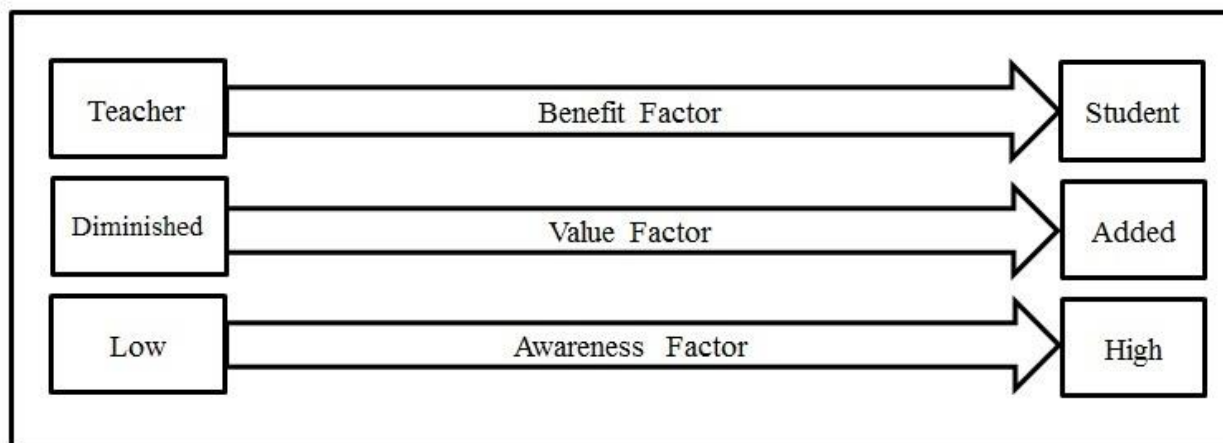 Teacher Benefit Factor Student
Diminished Value Factor Added
Low Awareness Factor High